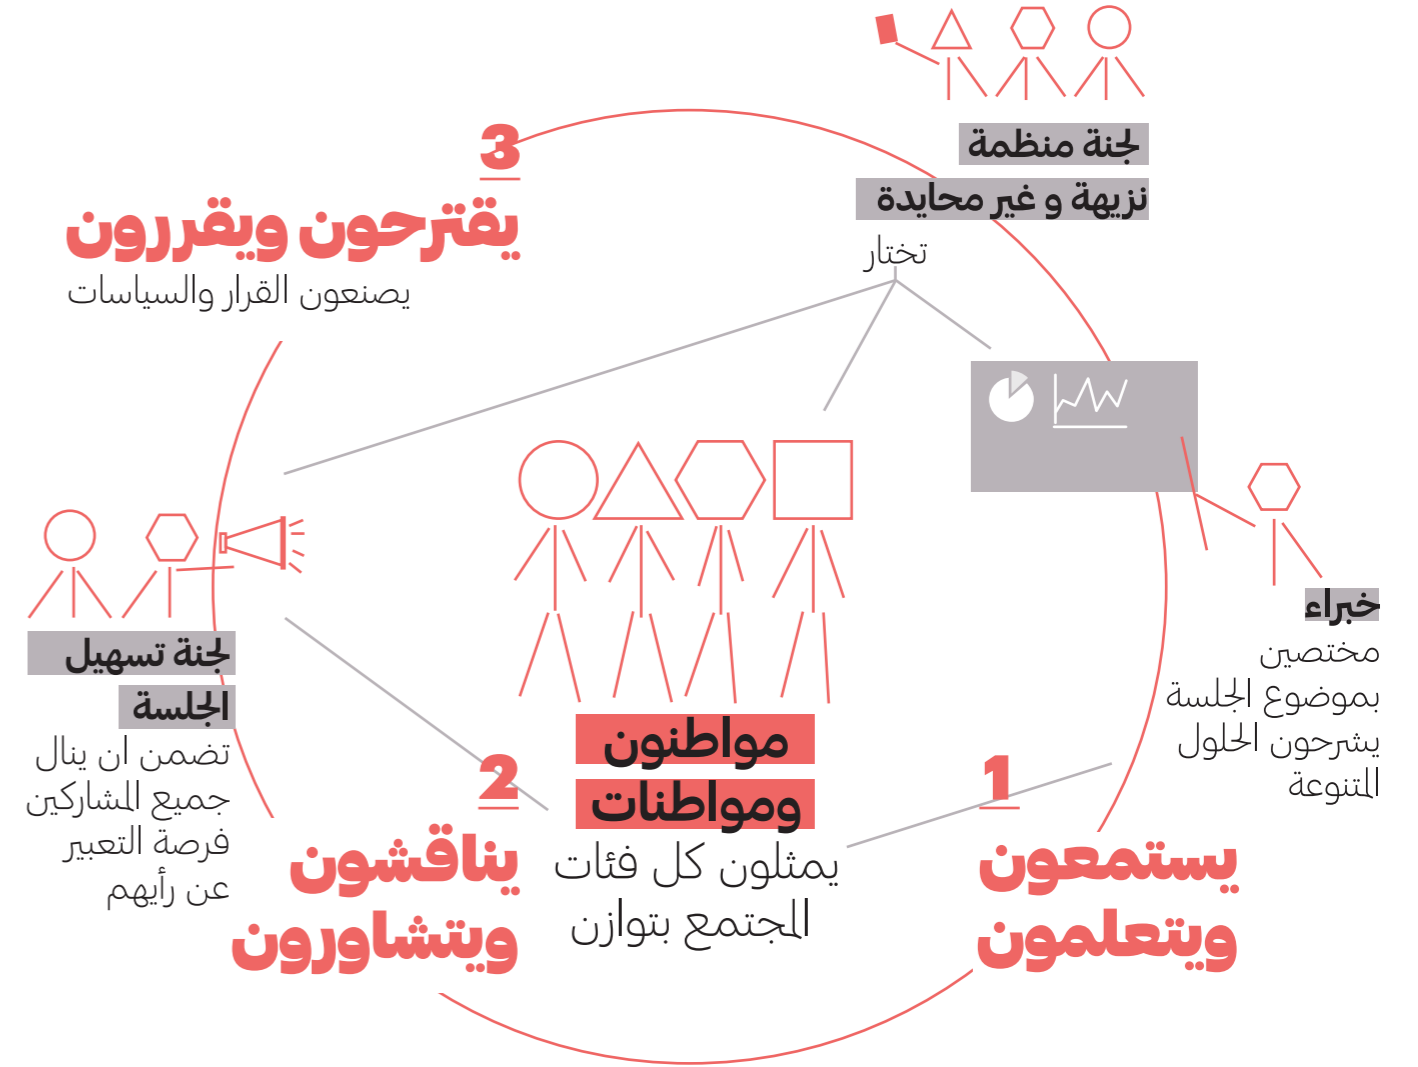 لجنة منظمة
نزيهة و غير محايدة
تختار
خبراء
مختصين
بموضوع الجلسة
يشرحون الحلول
المتنوعة
مواطنون
ومواطنات
يمثلون كل فئات
المجتمع بتوازن
لجنة تسهيل
الجلسة
تضمن ان ينال
جميع المشاركين
فرصة التعبير
عن رأيهم
1
يستمعون
ويتعلمون
2
يناقشون
ويتشاورون
3
يقترحون ويقررون
يصنعون القرار والسياسات